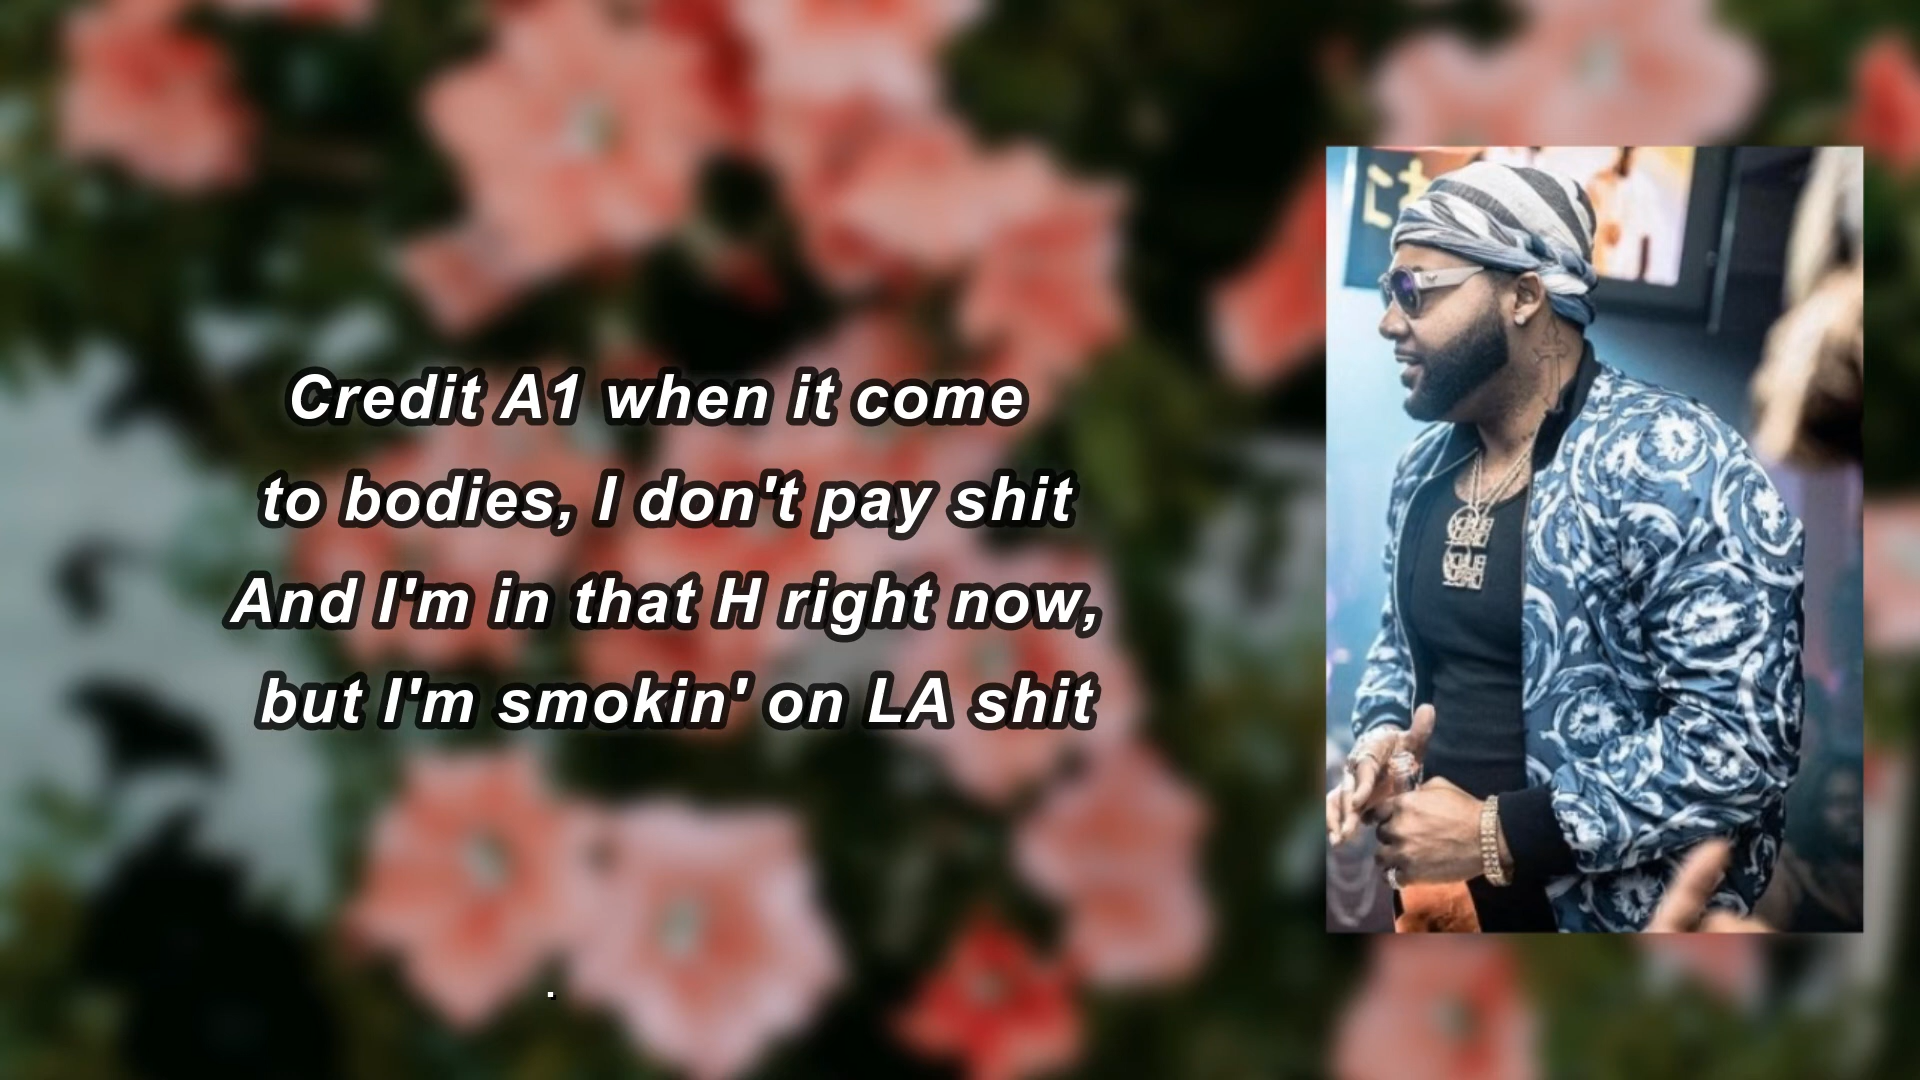 Credit A1 when it come
to bodies, I don't pay shit
And I'm in that H right now,
but I'm smokin' on LA shit
.